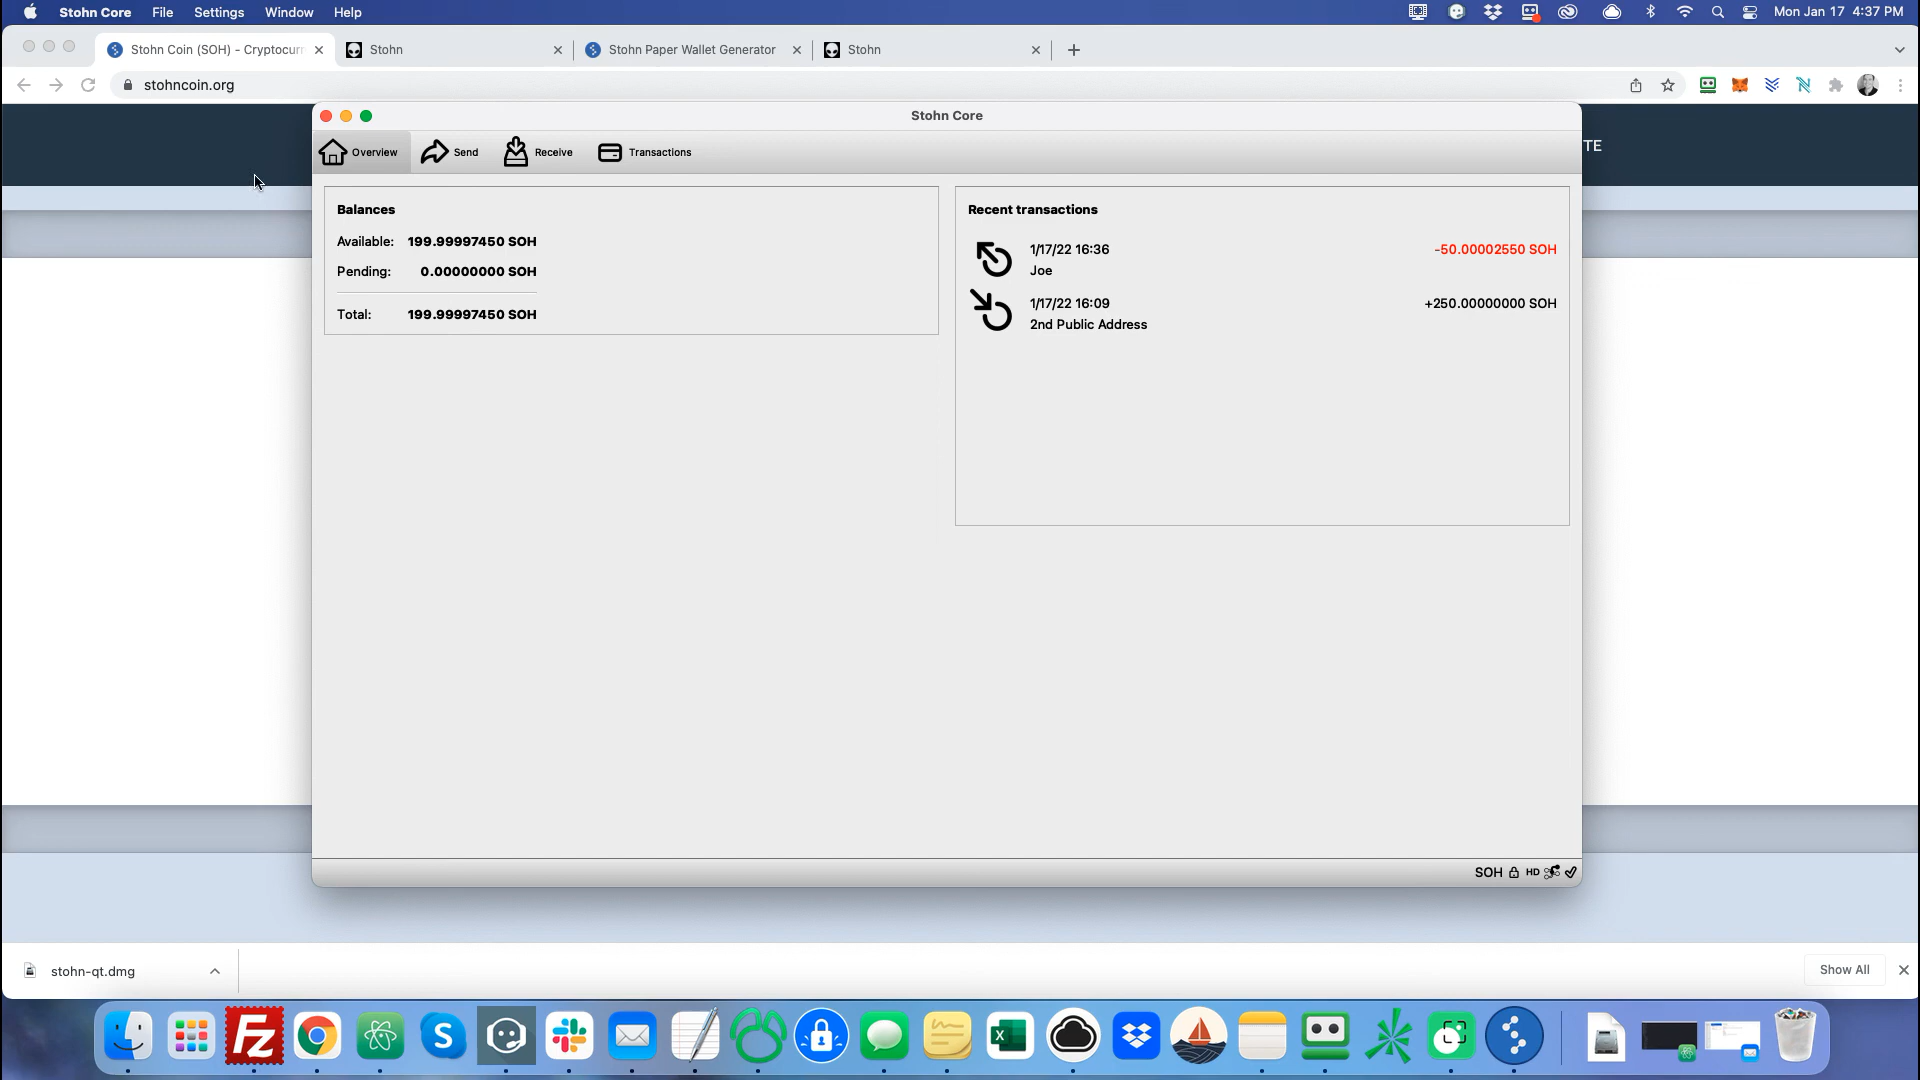 Stohn Core File Settings Window Help Mon Jan 17 4:37 PM
Stohn Coin (SOH) - Cryptocurr Stohn Stohn Paper Wallet Generator Stohn
stohncoin.org
Stohn Core
TE
Overview Send Receive Transactions
Balances
Available: 199.99997450 SOH
Pending: 0.00000000 SOH
Total: 199.99997450 SOH
Recent transactions
1/17/22 16:36 -50.00002550 SOH
Joe
1/17/22 16:09 +250.00000000 SOH
2nd Public Address
SOH HD
stohn-qt.dmg Show All
Fz S X